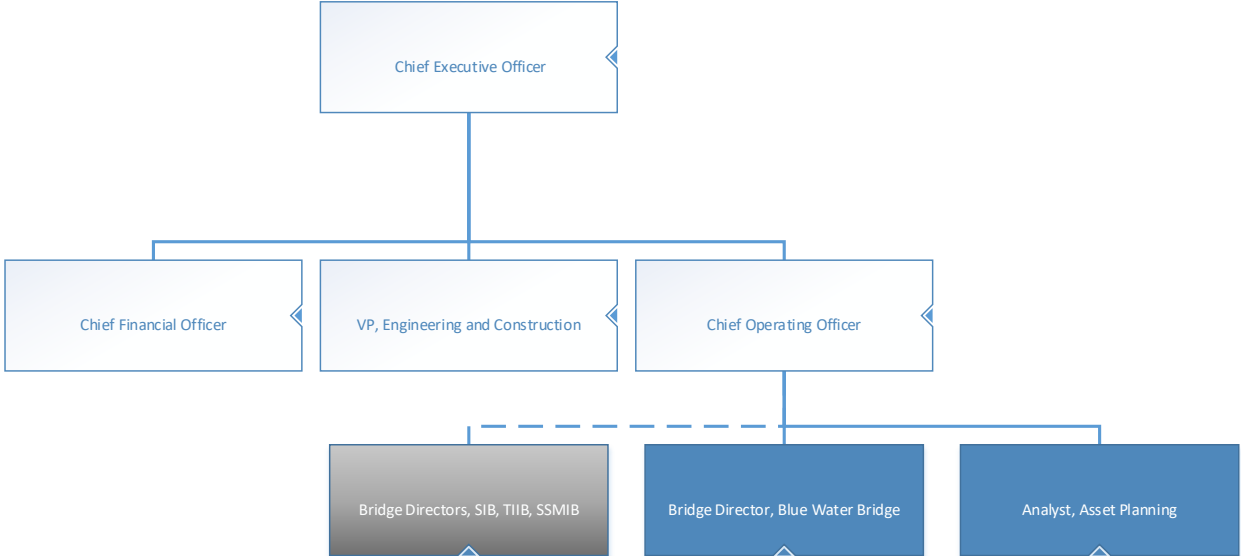 Chief Executive Officer
Chief Financial Officer
VP, Engineering and Construction
Chief Operating Officer
Bridge Directors, SIB, TIIB, SSMIB
Bridge Director, Blue Water Bridge
Analyst, Asset Planning